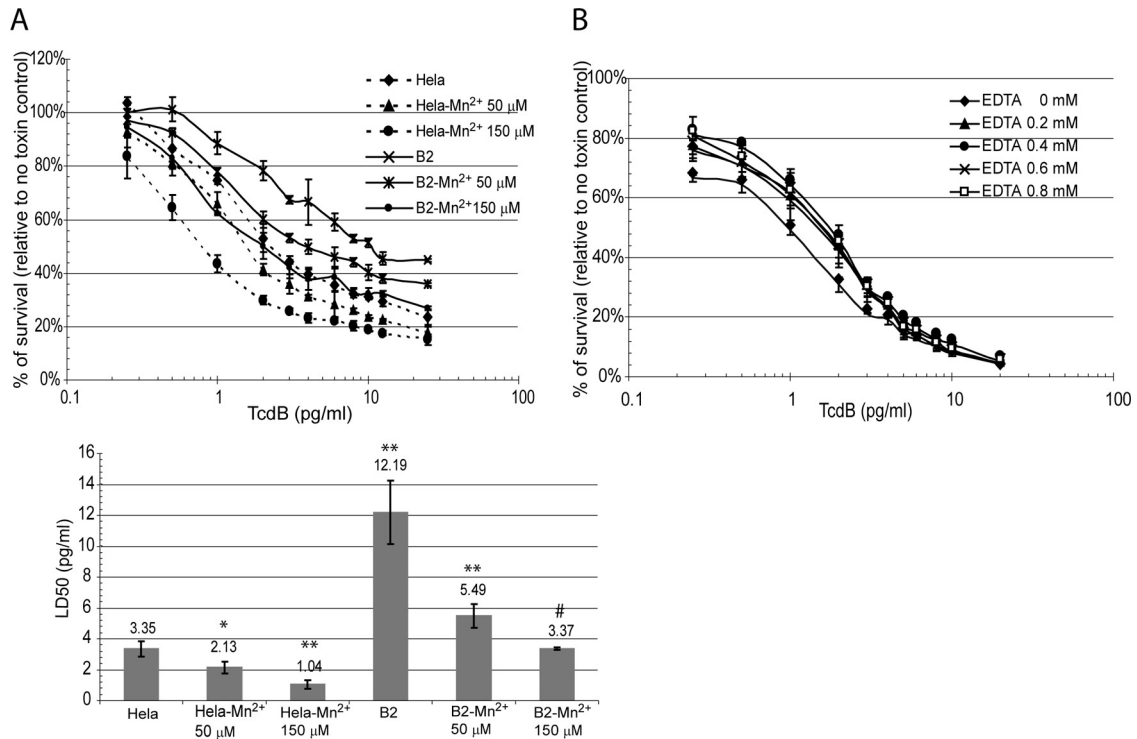 A
% of survival (relative to no toxin control)
120%
100%
80%
60%
40%
20%
0%
0.1
1
10
100
TcdB (pg/ml)
Hela
Hela-Mn²⁺ 50 μM
Hela-Mn²⁺ 150 μM
B2
B2-Mn²⁺ 50 μM
B2-Mn²⁺150 μM
B
% of survival (relative to no toxin control)
100%
80%
60%
40%
20%
0%
0.1
1
10
100
TcdB (pg/ml)
EDTA 0 mM
EDTA 0.2 mM
EDTA 0.4 mM
EDTA 0.6 mM
EDTA 0.8 mM
LD50 (pg/ml)
16
14
12
10
8
6
4
2
0
3.35
*
2.13
**
1.04
**
12.19
**
5.49
#
3.37
Hela
Hela-Mn²⁺
50 μM
Hela-Mn²⁺
150 μM
B2
B2-Mn²⁺
50 μM
B2-Mn²⁺
150 μM